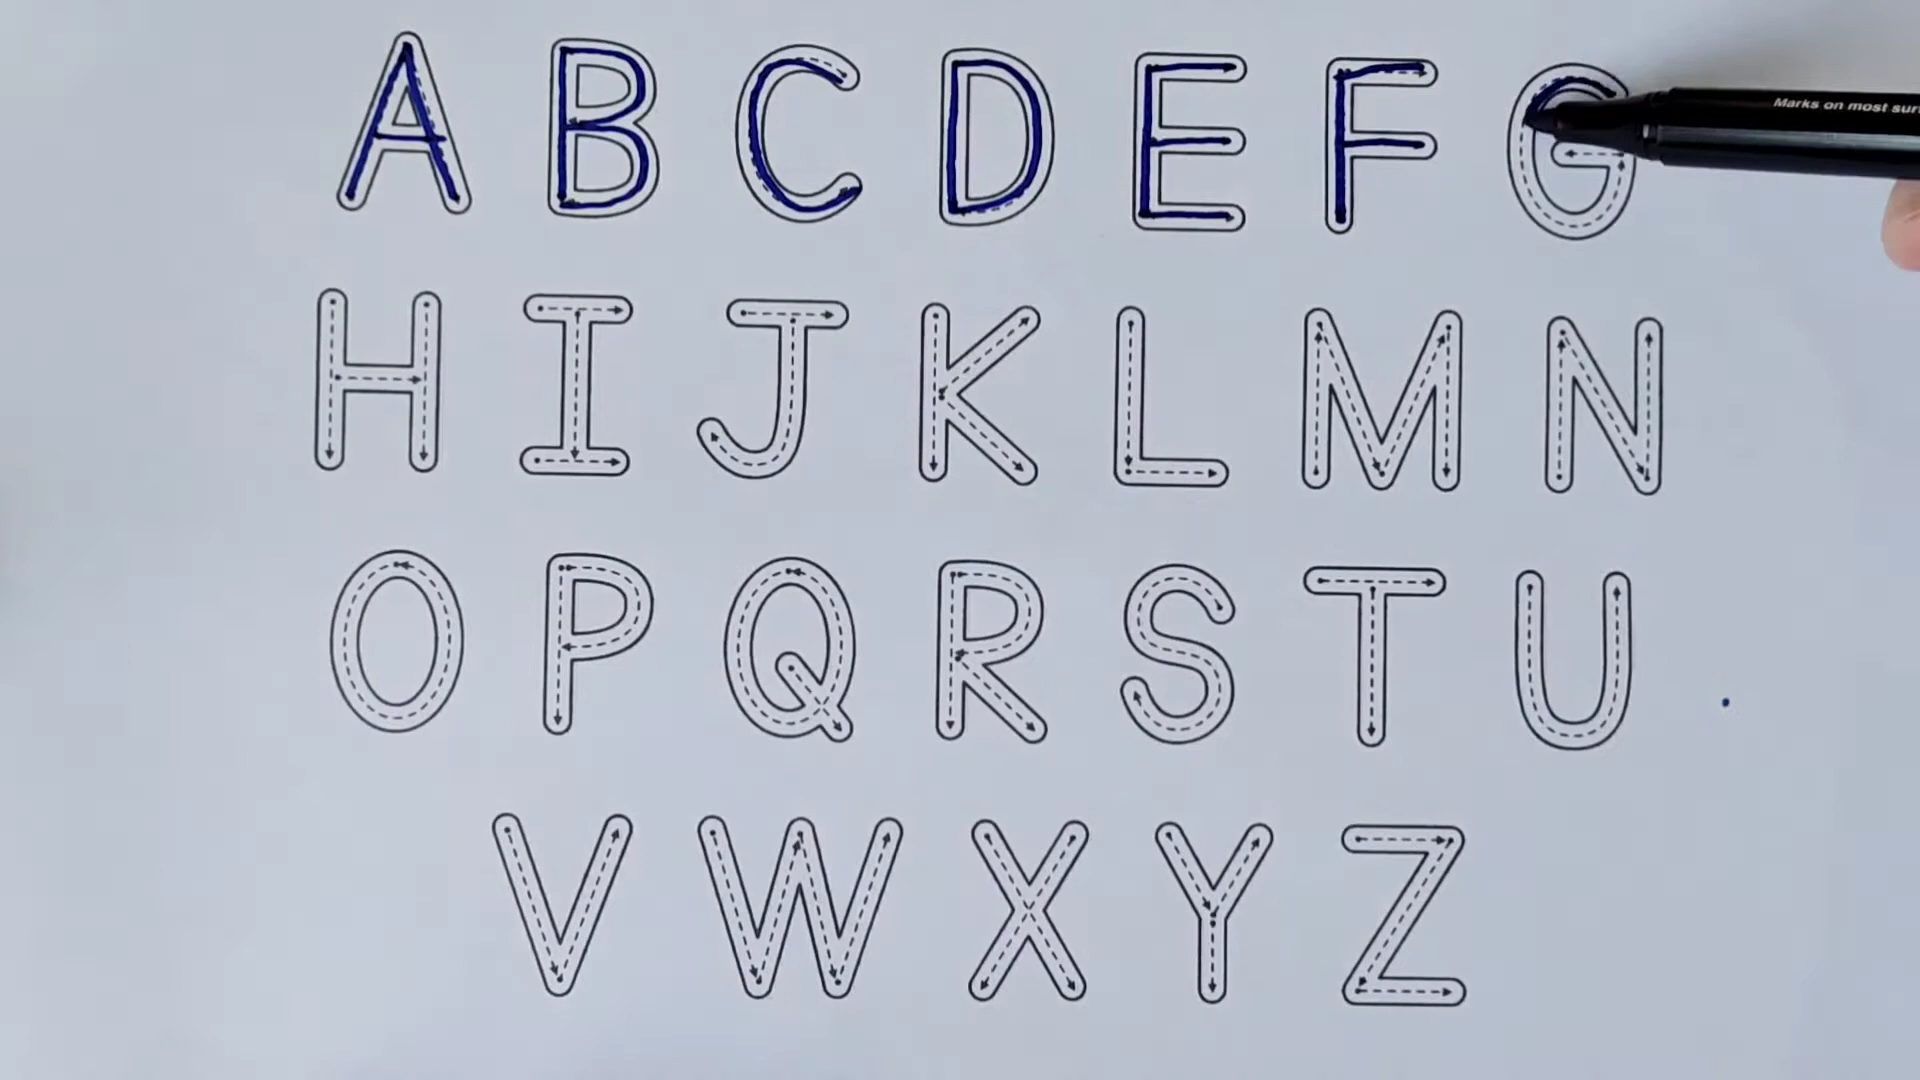 A B C D E F G
Marks on most sur
H I J K L M N
O P Q R S T U
V W X Y Z